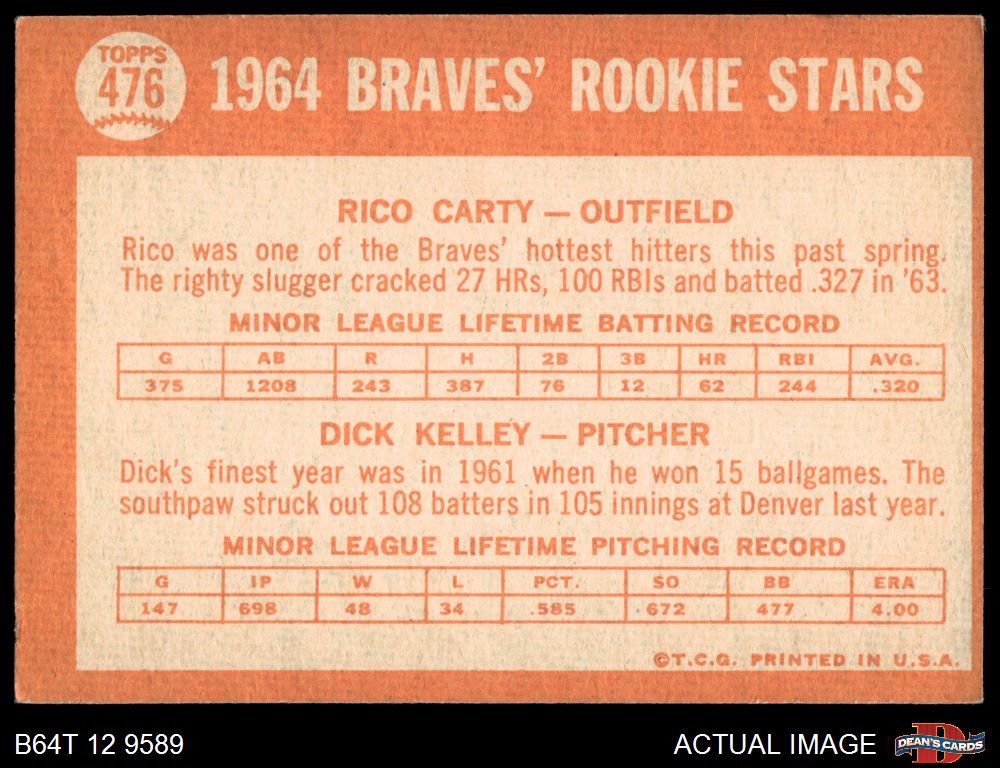 TOPPS
476
1964 BRAVES' ROOKIE STARS
RICO CARTY — OUTFIELD
Rico was one of the Braves' hottest hitters this past spring.
The righty slugger cracked 27 HRs, 100 RBIs and batted .327 in '63.
MINOR LEAGUE LIFETIME BATTING RECORD
G AB R H 2B 3B HR RBI AVG.
375 1208 243 387 76 12 62 244 .320
DICK KELLEY — PITCHER
Dick's finest year was in 1961 when he won 15 ballgames. The
southpaw struck out 108 batters in 105 innings at Denver last year.
MINOR LEAGUE LIFETIME PITCHING RECORD
G IP W L PCT. SO BB ERA
147 698 48 34 .585 672 477 4.00
©T.C.G. PRINTED IN U.S.A.
B64T 12 9589
ACTUAL IMAGE
D
DEAN'S CARDS